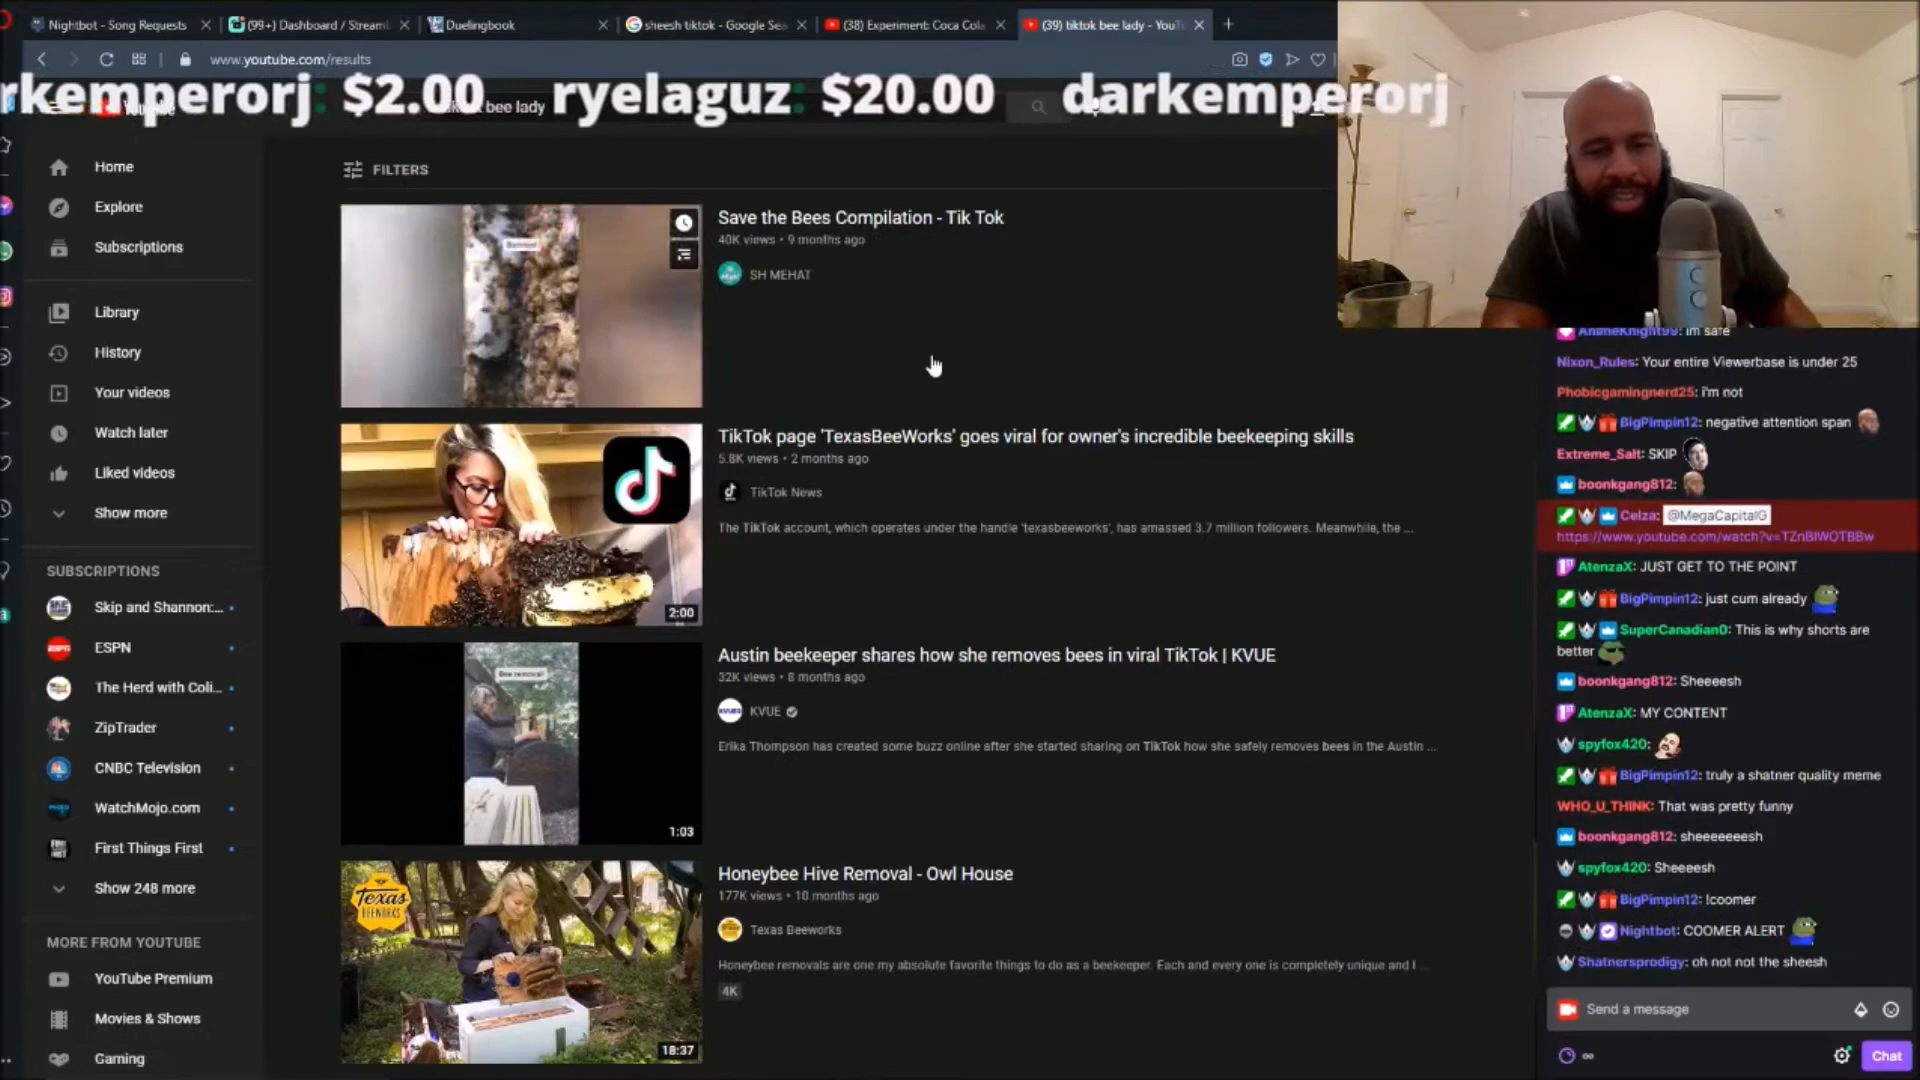 Nightbot - Song Requests
(99+) Dashboard / Streaml
Duelingbook
sheesh tiktok - Google Sea
(38) Experiment: Coca Cola
(39) tiktok bee lady - YouT
www.youtube.com/results
rkemperorj: $2.00 ryelaguz: $20.00 darkemperorj
bee lady
Home
Explore
Subscriptions
Library
History
Your videos
Watch later
Liked videos
Show more
SUBSCRIPTIONS
Skip and Shannon:...
ESPN
The Herd with Coli...
ZipTrader
CNBC Television
WatchMojo.com
First Things First
Show 248 more
MORE FROM YOUTUBE
YouTube Premium
Movies & Shows
Gaming
FILTERS
Save the Bees Compilation - Tik Tok
40K views • 9 months ago
SH MEHAT
TikTok page 'TexasBeeWorks' goes viral for owner's incredible beekeeping skills
5.8K views • 2 months ago
TikTok News
The TikTok account, which operates under the handle 'texasbeeworks', has amassed 3.7 million followers. Meanwhile, the ...
2:00
Austin beekeeper shares how she removes bees in viral TikTok | KVUE
32K views • 8 months ago
KVUE
Erika Thompson has created some buzz online after she started sharing on TikTok how she safely removes bees in the Austin ...
Bee removal!
1:03
Honeybee Hive Removal - Owl House
177K views • 10 months ago
Texas Beeworks
Honeybee removals are one my absolute favorite things to do as a beekeeper. Each and every one is completely unique and I ...
4K
Texas BEEWORKS
18:37
AnimeKnight99: im safe
Nixon_Rules: Your entire Viewerbase is under 25
Phobicgamingnerd25: i'm not
BigPimpin12: negative attention span
Extreme_Salt: SKIP
boonkgang812:
Celza: @MegaCapitalG
https://www.youtube.com/watch?v=TZnBlWOTBBw
AtenzaX: JUST GET TO THE POINT
BigPimpin12: just cum already
SuperCanadian0: This is why shorts are
better
boonkgang812: Sheeeesh
AtenzaX: MY CONTENT
spyfox420:
BigPimpin12: truly a shatner quality meme
WHO_U_THINK: That was pretty funny
boonkgang812: sheeeeeeesh
spyfox420: Sheeeesh
BigPimpin12: !coomer
Nightbot: COOMER ALERT
Shatnersprodigy: oh not not the sheesh
Send a message
Chat